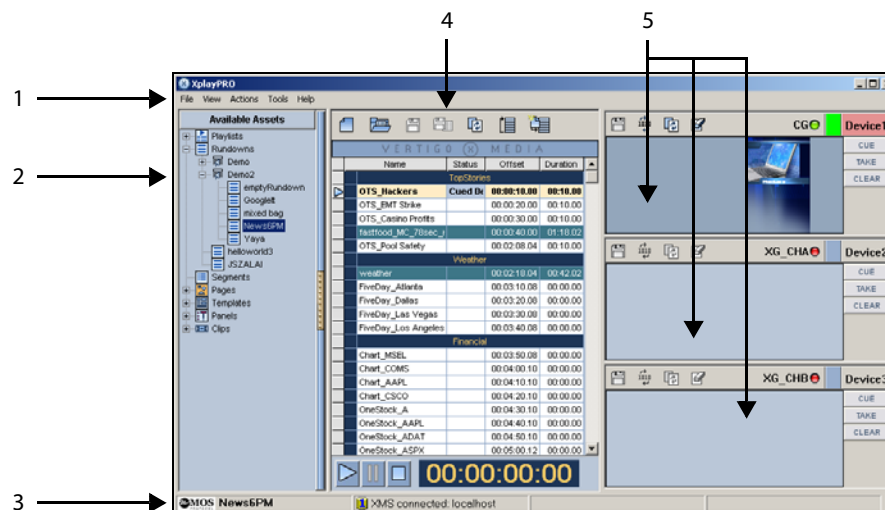 4 5
XplayPRO
1
File View Actions Tools Help
Available Assets
Playlists
Rundowns
2
Demo
Demo2
emptyRundown
GoogleIt
mixed bag
News6PM
Yaya
helloworld3
JSZALAI
Segments
Pages
Templates
Panels
Clips
VERTIGO X MEDIA
Name Status Offset Duration
TopStories
OTS_Hackers Cued De 00:00:10.00 00:10.00
OTS_BMT Strike 00:00:20.00 00:10.00
OTS_Casino Profits 00:00:30.00 00:10.00
fastfood_MC_78sec_r 00:00:40.00 01:18.02
OTS_Pool Safety 00:02:08.04 00:10.00
Weather
weather 00:02:18.04 00:42.02
FiveDay_Atlanta 00:03:10.08 00:00.00
FiveDay_Dallas 00:03:20.08 00:00.00
FiveDay_Las Vegas 00:03:30.08 00:00.00
FiveDay_Los Angeles 00:03:40.08 00:00.00
Financial
Chart_MSEL 00:03:50.08 00:00.00
Chart_COMS 00:04:00.10 00:00.00
Chart_AAPL 00:04:10.10 00:00.00
Chart_CSCO 00:04:20.10 00:00.00
OneStock_A 00:04:30.10 00:00.00
OneStock_AAPL 00:04:40.10 00:00.00
OneStock_ADAT 00:04:50.10 00:00.00
OneStock_ASPX 00:05:00.12 00:00.00
00:00:00:00
CG Device1
CUE
TAKE
CLEAR
XG_CHA Device2
CUE
TAKE
CLEAR
XG_CHB Device3
CUE
TAKE
CLEAR
3
MOS News6PM XMS connected: localhost